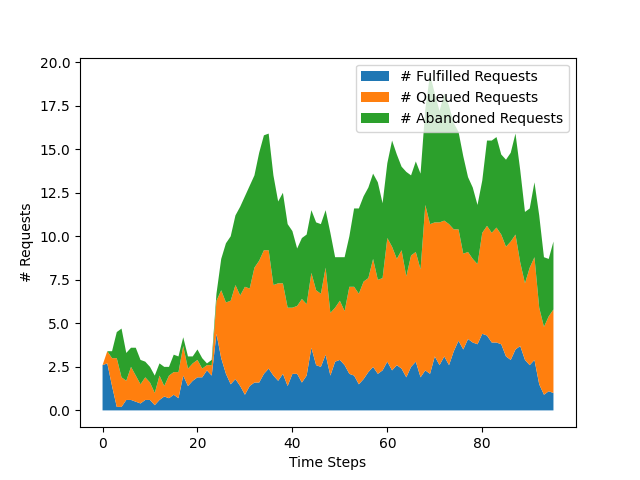 20.0
17.5
15.0
12.5
10.0
7.5
5.0
2.5
0.0
# Requests
# Fulfilled Requests
# Queued Requests
# Abandoned Requests
0 20 40 60 80
Time Steps